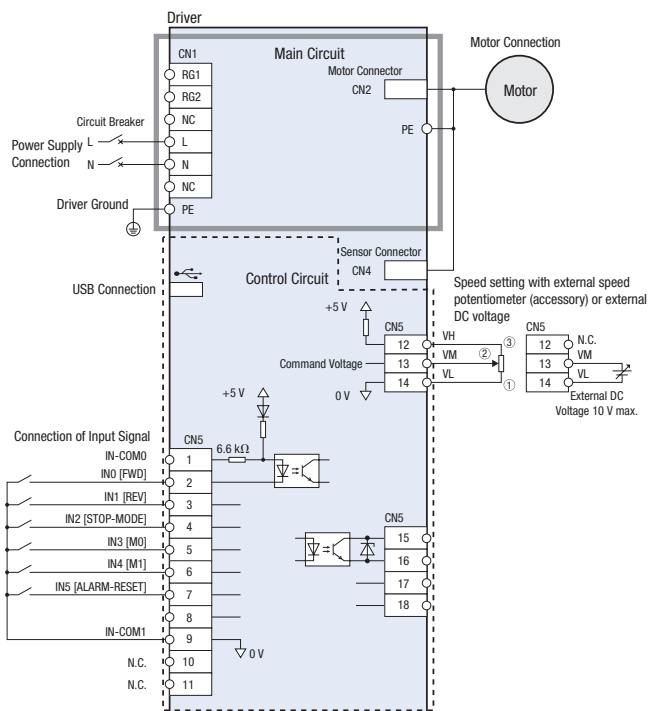 Driver
Main Circuit
CN1
RG1
RG2
NC
L
N
NC
PE
Circuit Breaker
Power Supply
Connection
L
N
Driver Ground
Motor Connector
CN2
PE
Motor Connection
Motor
Sensor Connector
CN4
USB Connection
Control Circuit
Speed setting with external speed
potentiometer (accessory) or external
DC voltage
+5 V
Command Voltage
0 V
CN5
12
13
14
VH
VM
VL
③
②
①
CN5
12
13
14
N.C.
VM
VL
External DC
Voltage 10 V max.
+5 V
6.6 kΩ
Connection of Input Signal
CN5
IN-COM0
1
IN0 [FWD]
2
IN1 [REV]
3
IN2 [STOP-MODE]
4
IN3 [M0]
5
IN4 [M1]
6
IN5 [ALARM-RESET]
7
8
IN-COM1
9
0 V
N.C.
10
N.C.
11
CN5
15
16
17
18